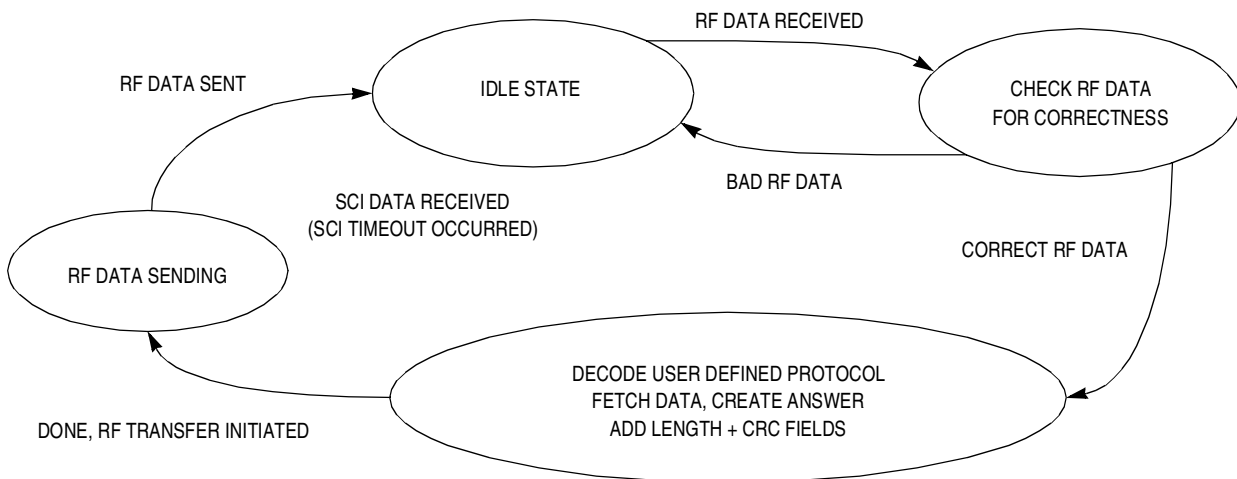 RF DATA RECEIVED
RF DATA SENT
IDLE STATE
CHECK RF DATA
FOR CORRECTNESS
BAD RF DATA
SCI DATA RECEIVED
(SCI TIMEOUT OCCURRED)
CORRECT RF DATA
RF DATA SENDING
DECODE USER DEFINED PROTOCOL
FETCH DATA, CREATE ANSWER
ADD LENGTH + CRC FIELDS
DONE, RF TRANSFER INITIATED